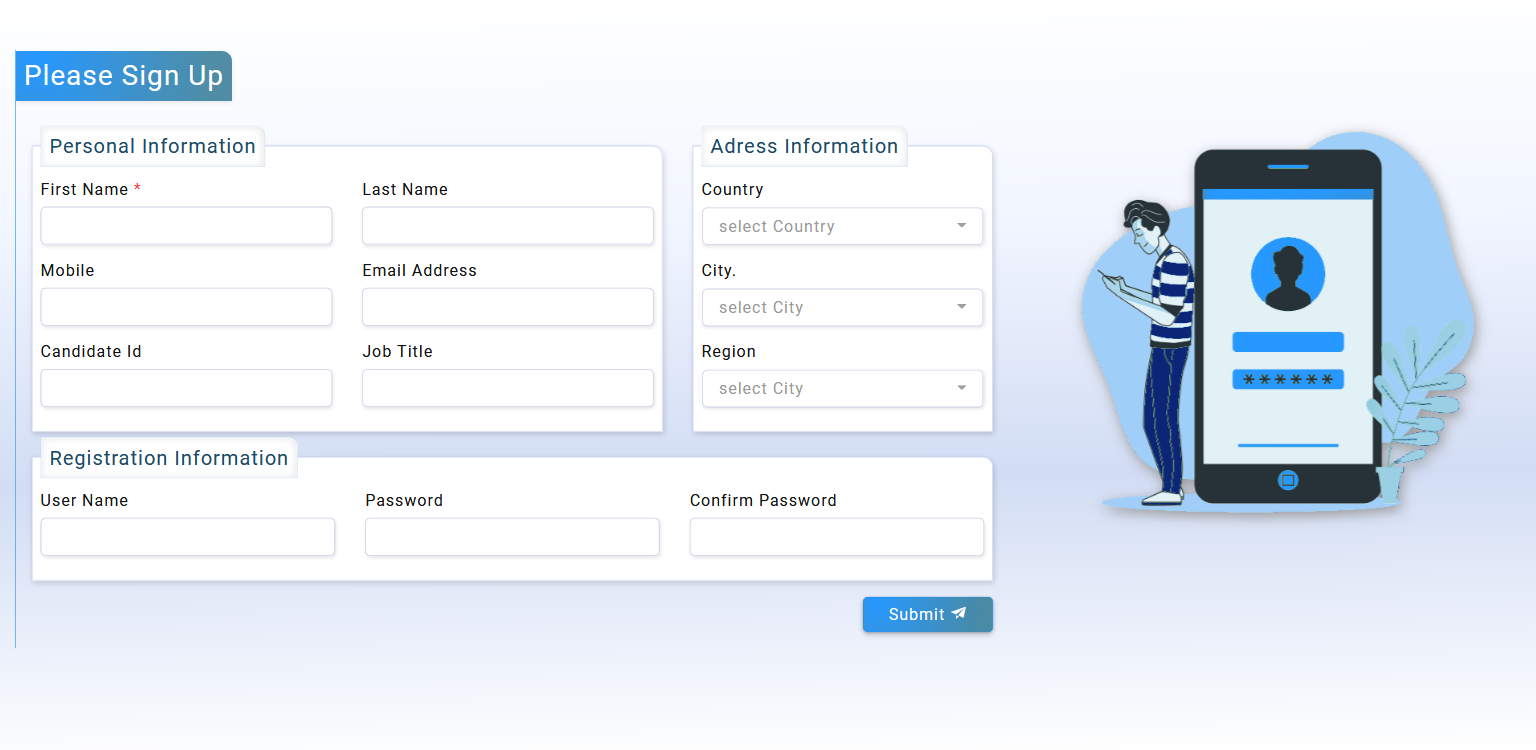 Please Sign Up
Personal Information
First Name *
Last Name
Mobile
Email Address
Candidate Id
Job Title
Adress Information
Country
select Country
City.
select City
Region
select City
Registration Information
User Name
Password
Confirm Password
Submit
******